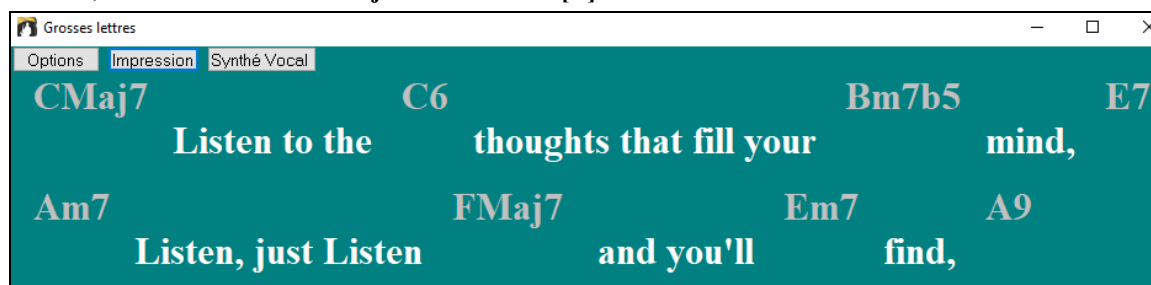 Grosses lettres
Options Impression Synthé Vocal
CMaj7 C6 Bm7b5 E7
Listen to the thoughts that fill your mind,
Am7 FMaj7 Em7 A9
Listen, just Listen and you'll find,